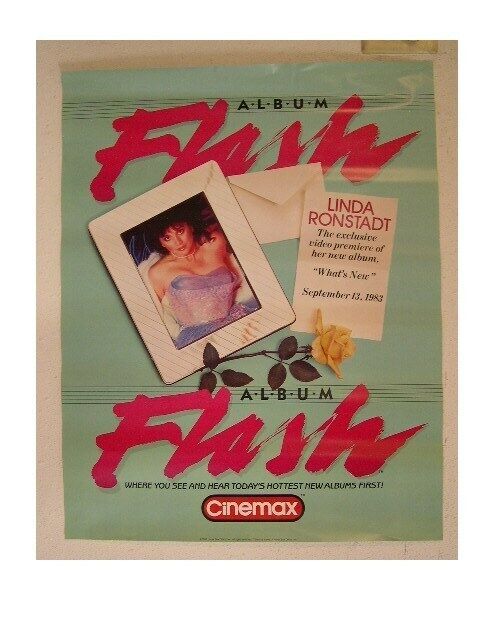 A·L·B·U·M
Flash
LINDA
RONSTADT
The exclusive
video premiere of
her new album.
"What's New"
September 13, 1983
A·L·B·U·M
Flash
WHERE YOU SEE AND HEAR TODAY'S HOTTEST NEW ALBUMS FIRST!
Cinemax